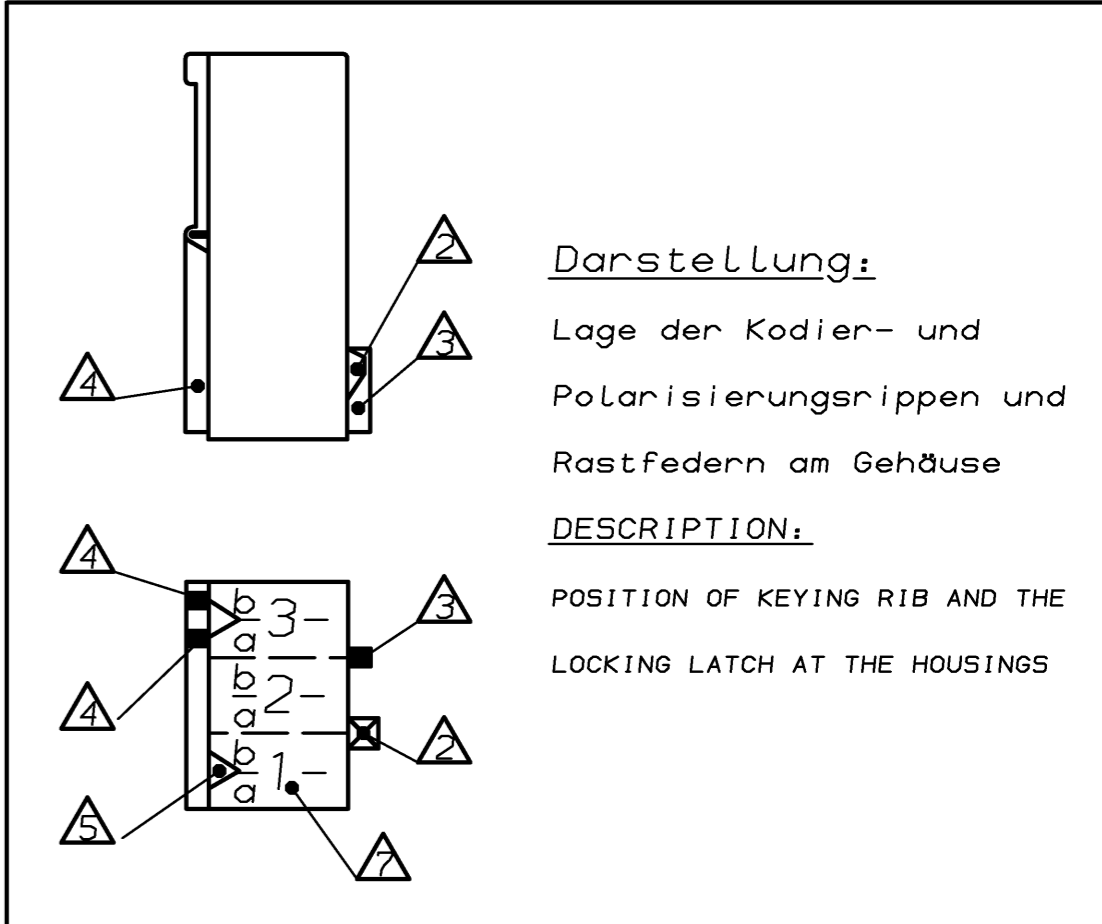 2
3
4
Darstellung:
Lage der Kodier- und
Polarisierungsrippen und
Rastfedern am Gehäuse
DESCRIPTION:
POSITION OF KEYING RIB AND THE
LOCKING LATCH AT THE HOUSINGS
4
4
b
a 3-
3
b
a 2-
2
b
a 1-
5
7